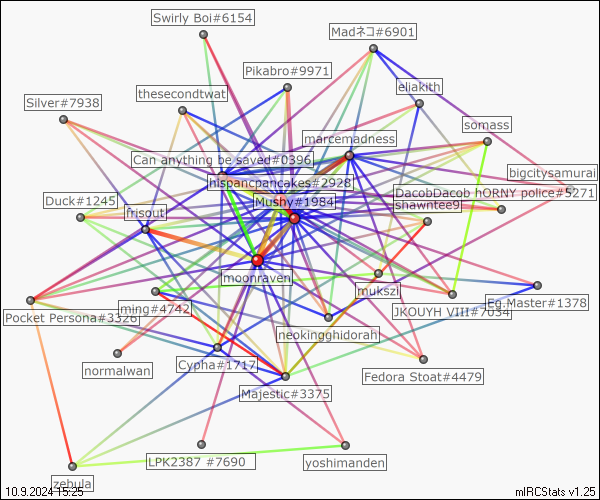 Swirly Boi#6154
Madネコ#6901
Pikabro#9971
eliakith
thesecondtwat
Silver#7938
somass
marcemadness
Can anything be saved#0396
bigcitysamurai
hispancpancakes#2928
DacobDacob hORNY police#5271
Duck#1245
Mushy#1984
shawntee9
frisout
moonraven
mukszi
ming#4742
Eg.Master#1378
Pocket Persona#3326
JKOUYH VIII#7034
neokingghidorah
Cypha#1717
normalwan
Fedora Stoat#4479
Majestic#3375
LPK2387 #7690
yoshimanden
zebula
10.9.2024 15:25
mIRCStats v1.25